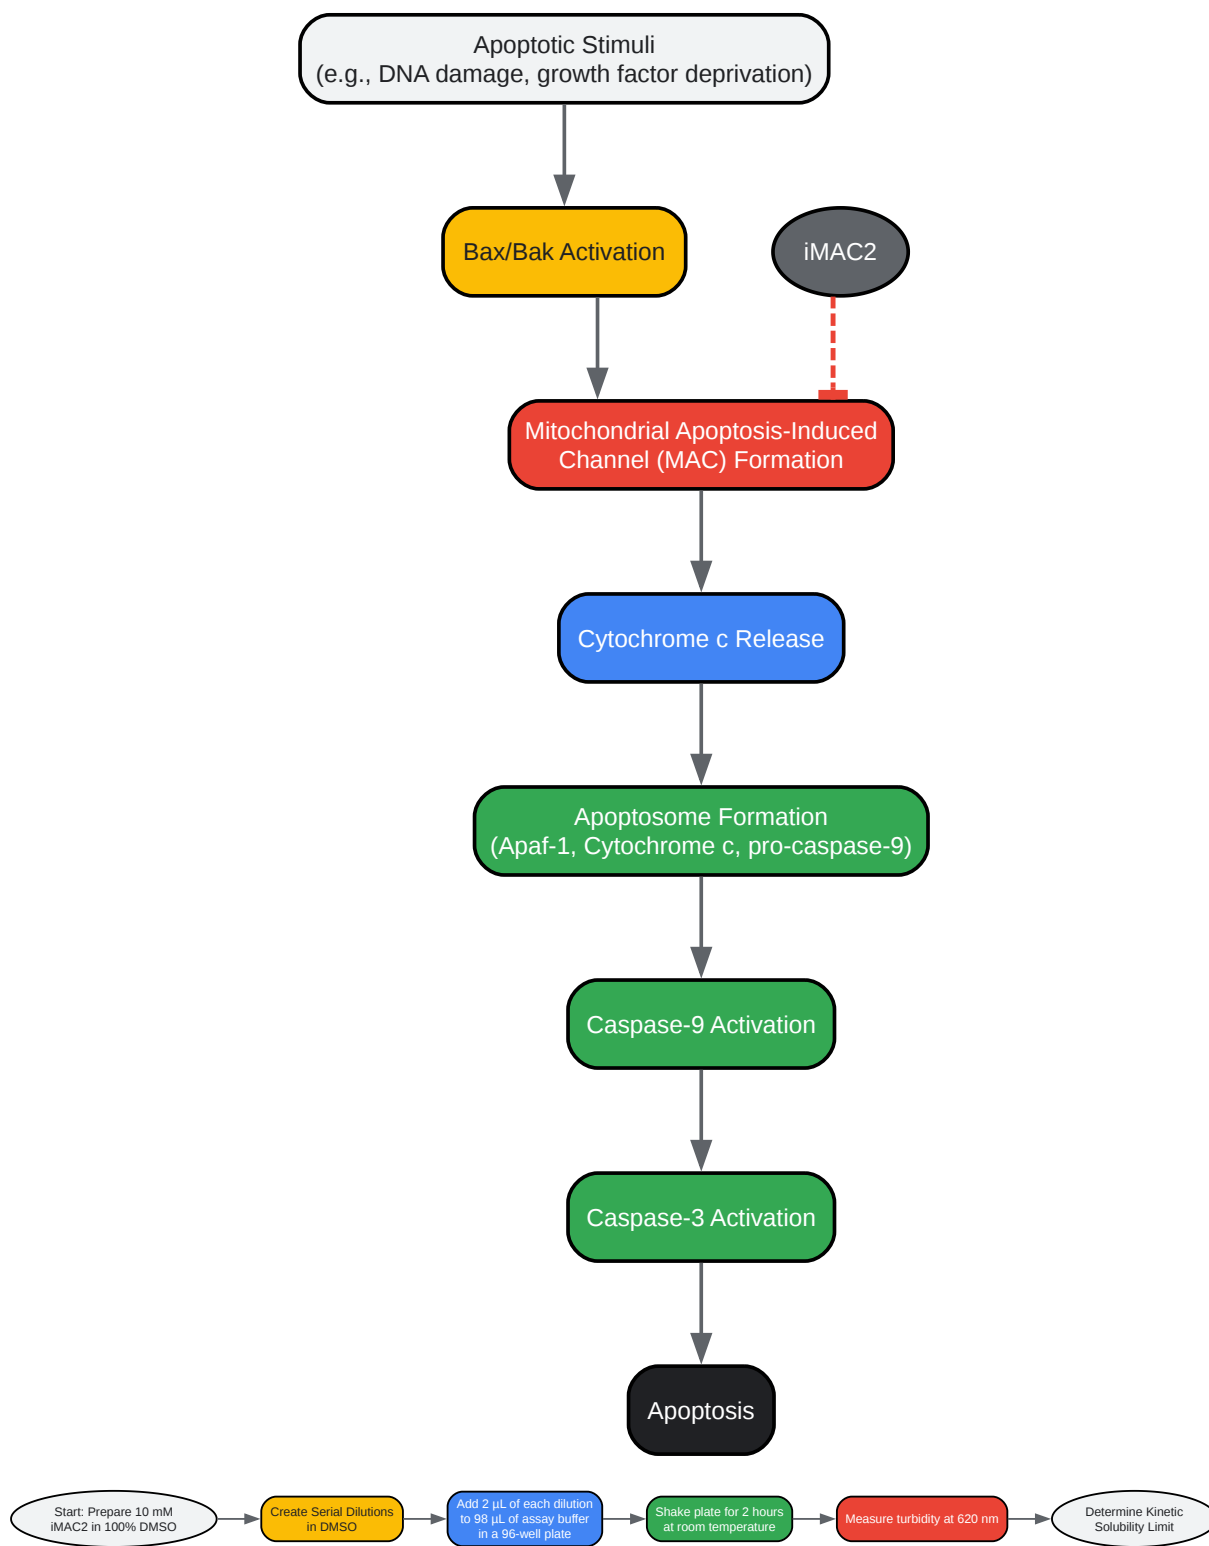 Apoptotic Stimuli
(e.g., DNA damage, growth factor deprivation)
Bax/Bak Activation
iMAC2
Mitochondrial Apoptosis-Induced
Channel (MAC) Formation
Cytochrome c Release
Apoptosome Formation
(Apaf-1, Cytochrome c, pro-caspase-9)
Caspase-9 Activation
Caspase-3 Activation
Apoptosis
Start: Prepare 10 mM
iMAC2 in 100% DMSO
Create Serial Dilutions
in DMSO
Add 2 µL of each dilution
to 98 µL of assay buffer
in a 96-well plate
Shake plate for 2 hours
at room temperature
Measure turbidity at 620 nm
Determine Kinetic
Solubility Limit